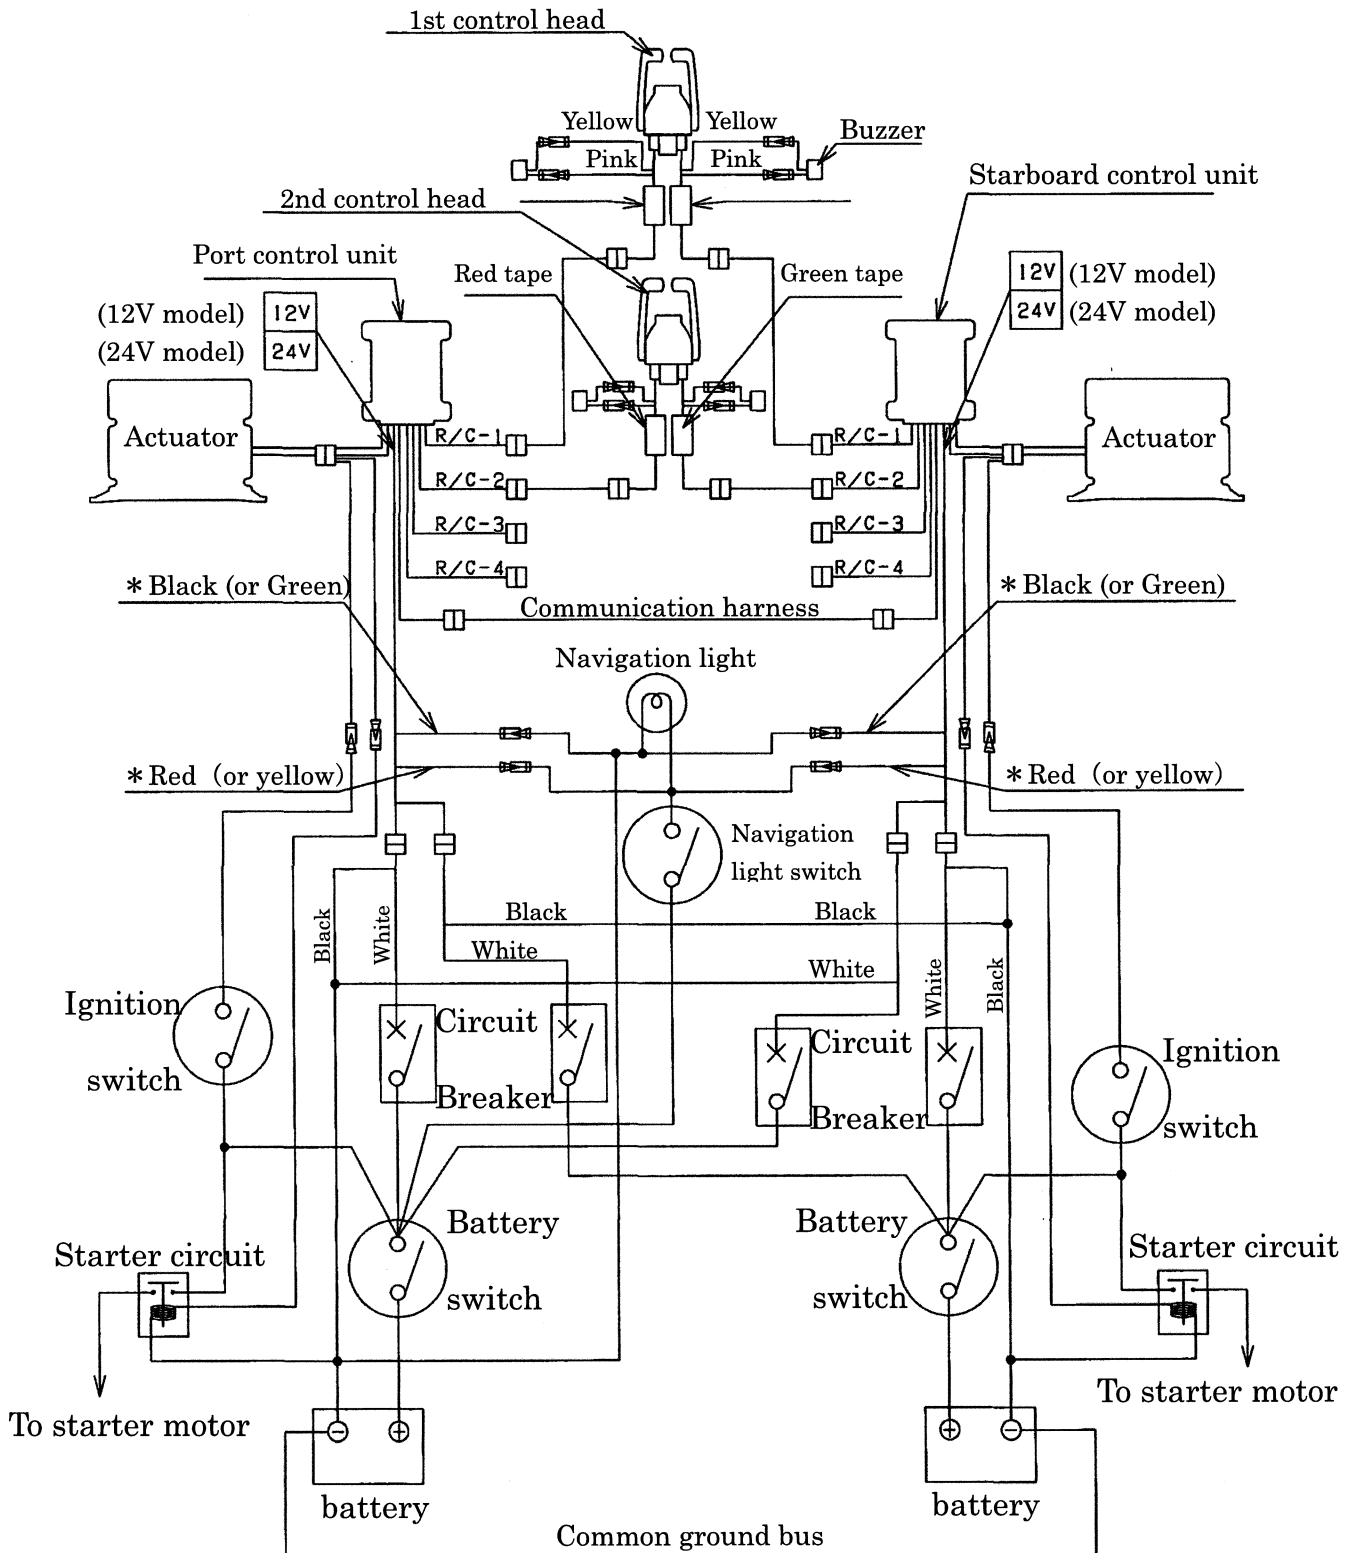 1st control head
Yellow Yellow
Buzzer
Pink Pink
Starboard control unit
2nd control head
Port control unit
Red tape Green tape
12V (12V model)
24V (24V model)
(12V model) 12V
(24V model) 24V
Actuator Actuator
R/C-1 R/C-1
R/C-2 R/C-2
R/C-3 R/C-3
R/C-4 R/C-4
* Black (or Green) * Black (or Green)
Communication harness
Navigation light
* Red (or yellow) * Red (or yellow)
Navigation
light switch
Black Black
Black
White
White
White
White
Black
Ignition
switch
Circuit
Breaker
Circuit
Breaker
Ignition
switch
Battery
switch
Battery
switch
Starter circuit
Starter circuit
To starter motor
To starter motor
battery
battery
Common ground bus